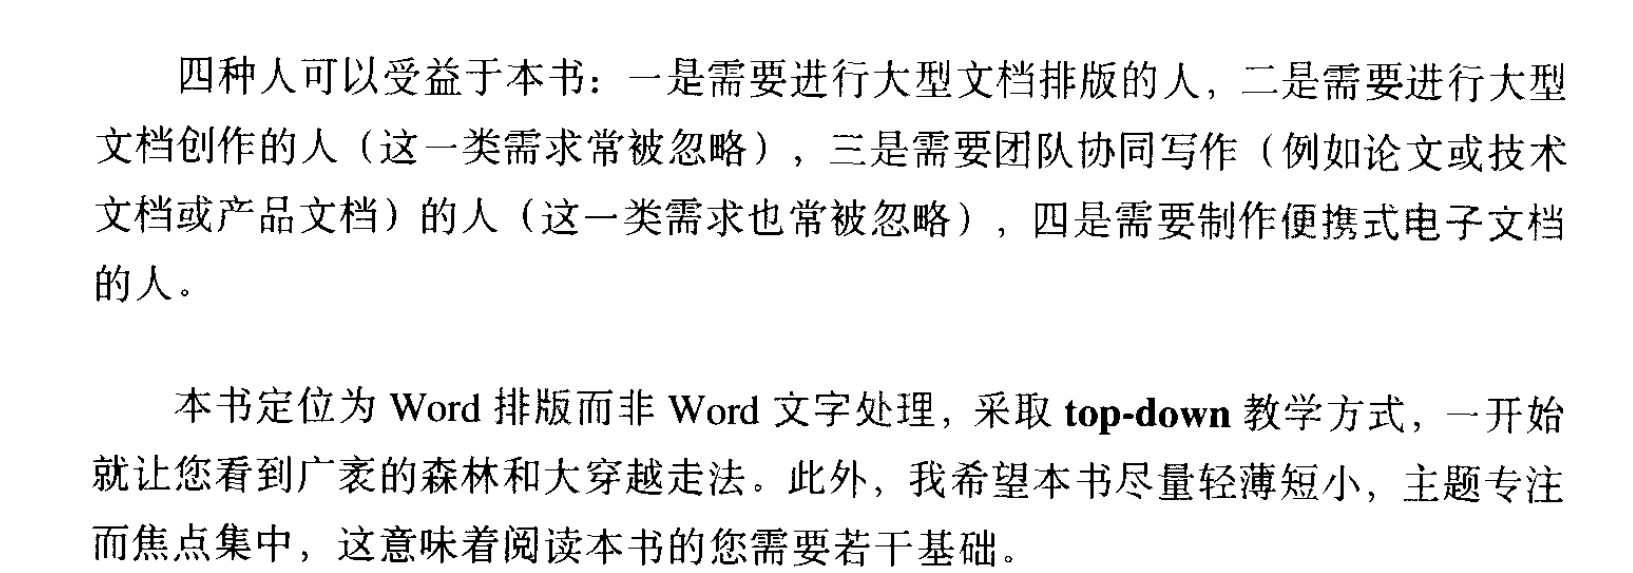 四种人可以受益于本书：一是需要进行大型文档排版的人，二是需要进行大型
文档创作的人（这一类需求常被忽略），三是需要团队协同写作（例如论文或技术
文档或产品文档）的人（这一类需求也常被忽略），四是需要制作便携式电子文档
的人。
本书定位为 Word 排版而非 Word 文字处理，采取 top-down 教学方式，一开始
就让您看到广袤的森林和大穿越走法。此外，我希望本书尽量轻薄短小，主题专注
而焦点集中，这意味着阅读本书的您需要若干基础。